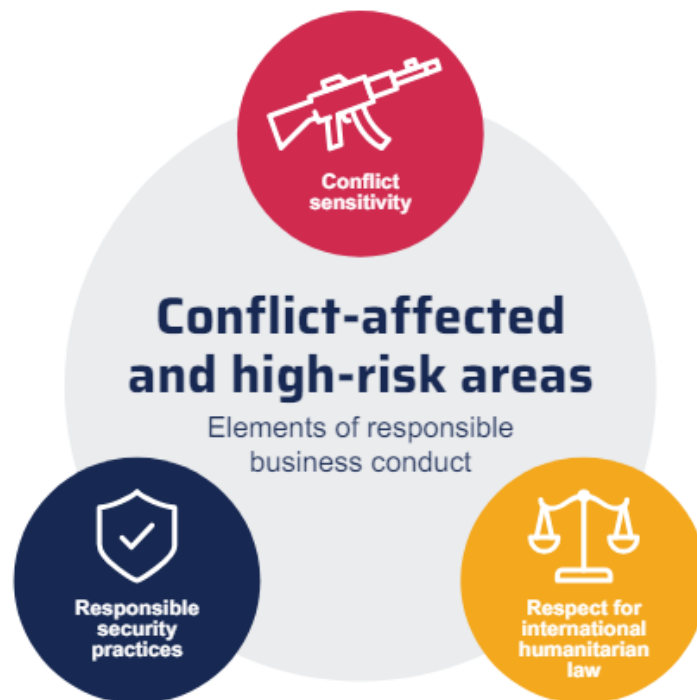 Conflict
sensitivity
Conflict-affected
and high-risk areas
Elements of responsible
business conduct
Responsible
security
practices
Respect for
international
humanitarian
law